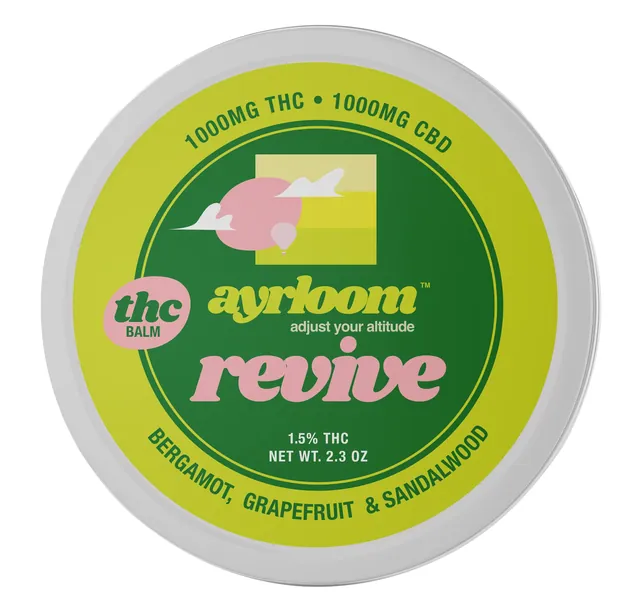 1000MG THC • 1000MG CBD
thc
BALM
ayrloom™
adjust your altitude
revive
1.5% THC
NET WT. 2.3 OZ
BERGAMOT, GRAPEFRUIT & SANDALWOOD